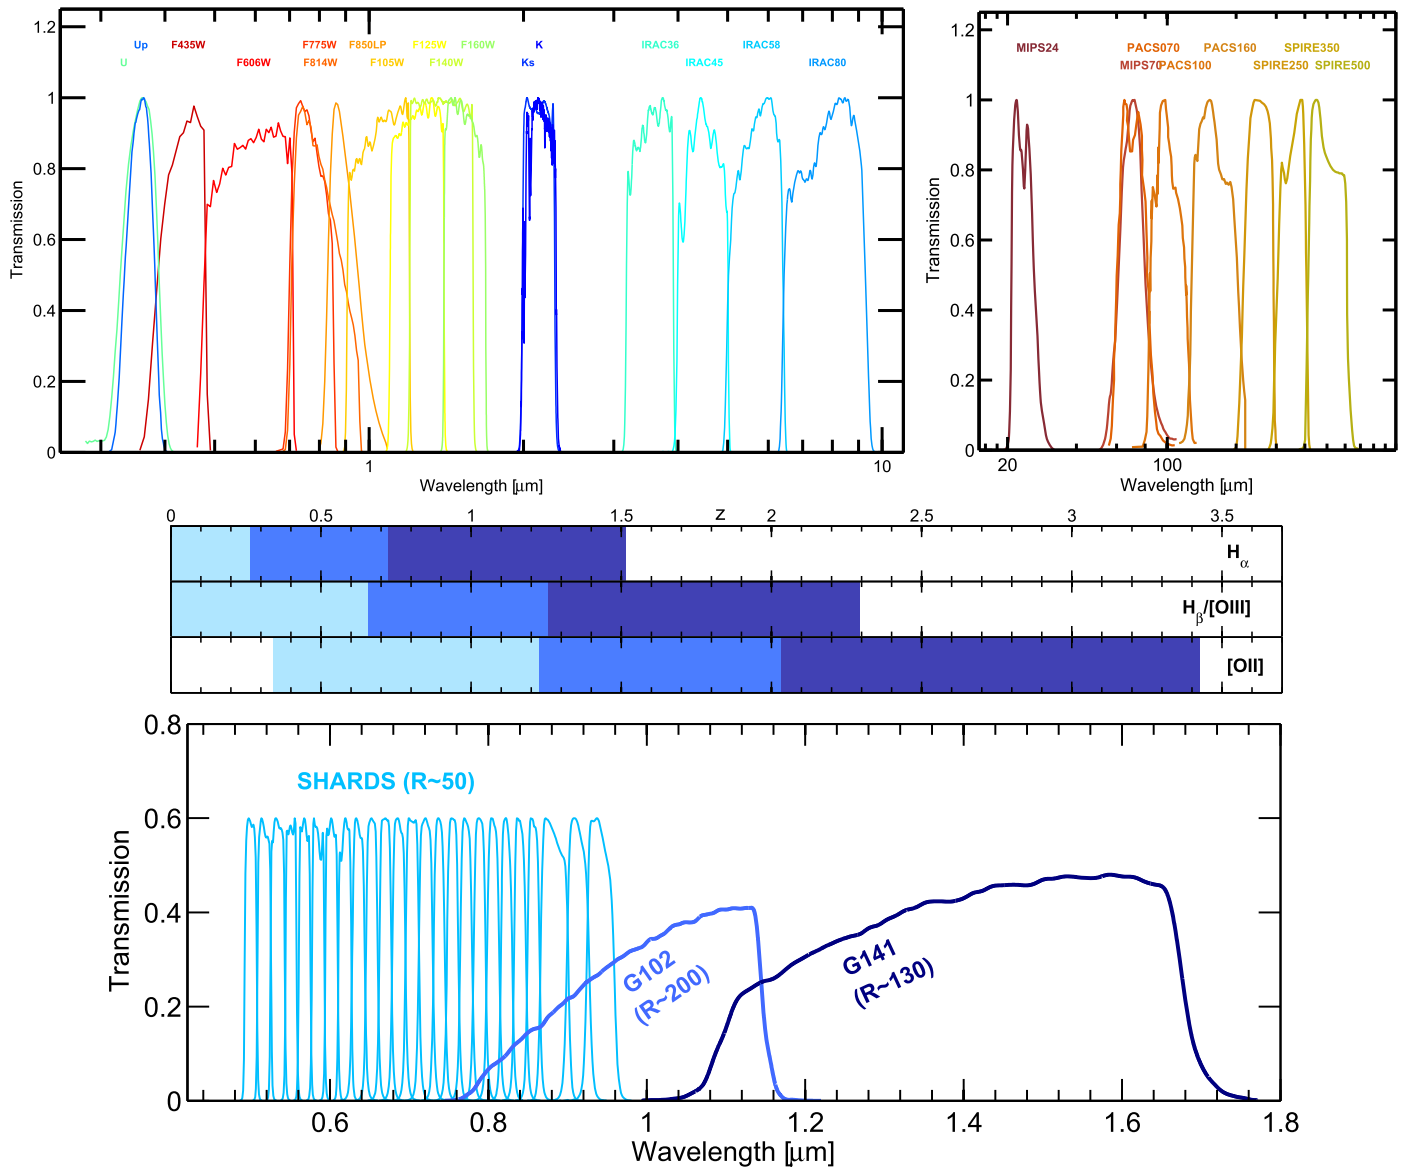 Up F435W F775W F850LP F125W F160W K IRAC36 IRAC58
U F606W F814W F105W F140W Ks IRAC45 IRAC80
1.2
1
0.8
0.6
0.4
0.2
0
Transmission
1 10
Wavelength [μm]
MIPS24 PACS070 PACS160 SPIRE350
MIPS70 PACS100 SPIRE250 SPIRE500
1.2
1
0.8
0.6
0.4
0.2
0
Transmission
20 100
Wavelength [μm]
0 0.5 1 1.5 z 2 2.5 3 3.5
Hα
Hβ/[OIII]
[OII]
0.8
0.6
0.4
0.2
0
Transmission
SHARDS (R~50)
G102
(R~200)
G141
(R~130)
0.6 0.8 1 1.2 1.4 1.6 1.8
Wavelength [μm]